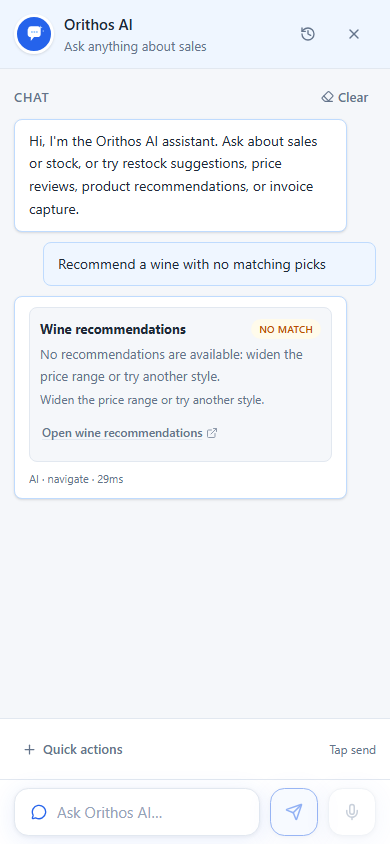 Orithos AI
Ask anything about sales
CHAT
Clear
Hi, I'm the Orithos AI assistant. Ask about sales
or stock, or try restock suggestions, price
reviews, product recommendations, or invoice
capture.
Recommend a wine with no matching picks
Wine recommendations
NO MATCH
No recommendations are available: widen the
price range or try another style.
Widen the price range or try another style.
Open wine recommendations
AI · navigate · 29ms
Quick actions
Tap send
Ask Orithos AI...